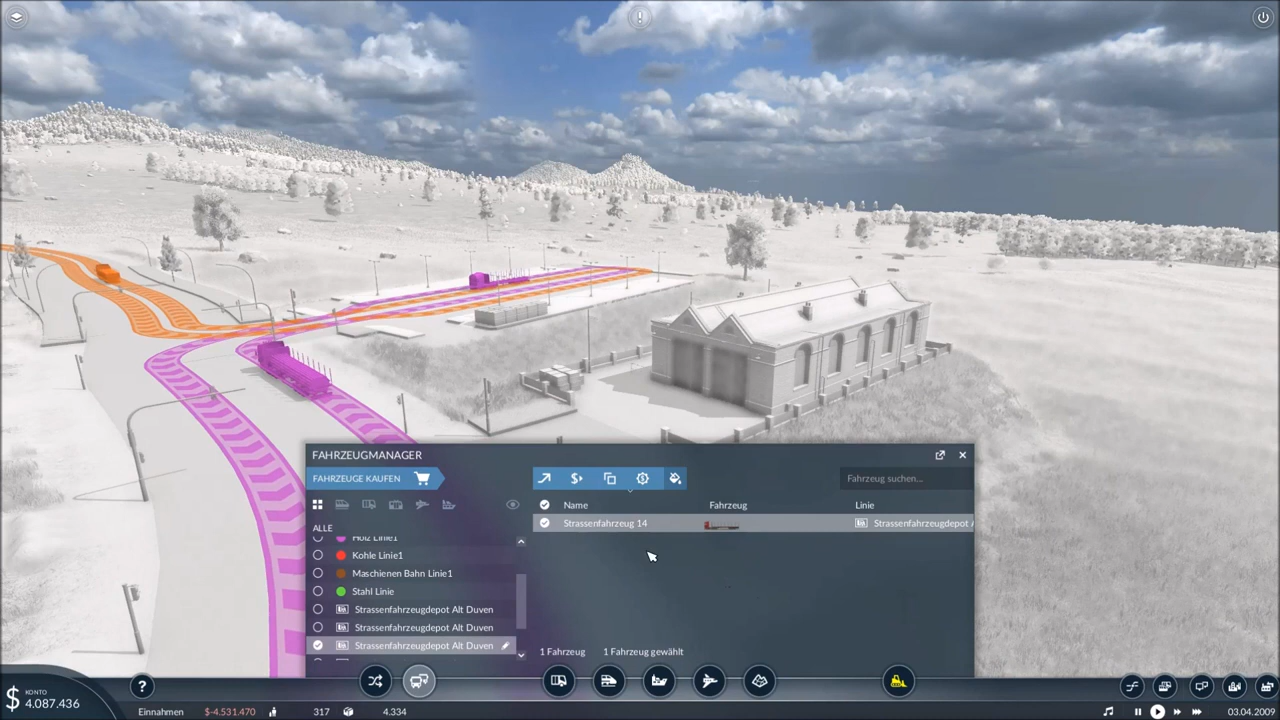 FAHRZEUGMANAGER
FAHRZEUGE KAUFEN
Fahrzeug suchen...
Name Fahrzeug Linie
ALLE
Strassenfahrzeug 14 Strassenfahrzeugdepot A
Holz Linie1
Kohle Linie1
Maschienen Bahn Linie1
Stahl Linie
Strassenfahrzeugdepot Alt Duven
Strassenfahrzeugdepot Alt Duven
Strassenfahrzeugdepot Alt Duven
1 Fahrzeug 1 Fahrzeug gewählt
?
$ KONTO
4.087.436
Einnahmen $-4.531.470 317 4.334 03.04.2009